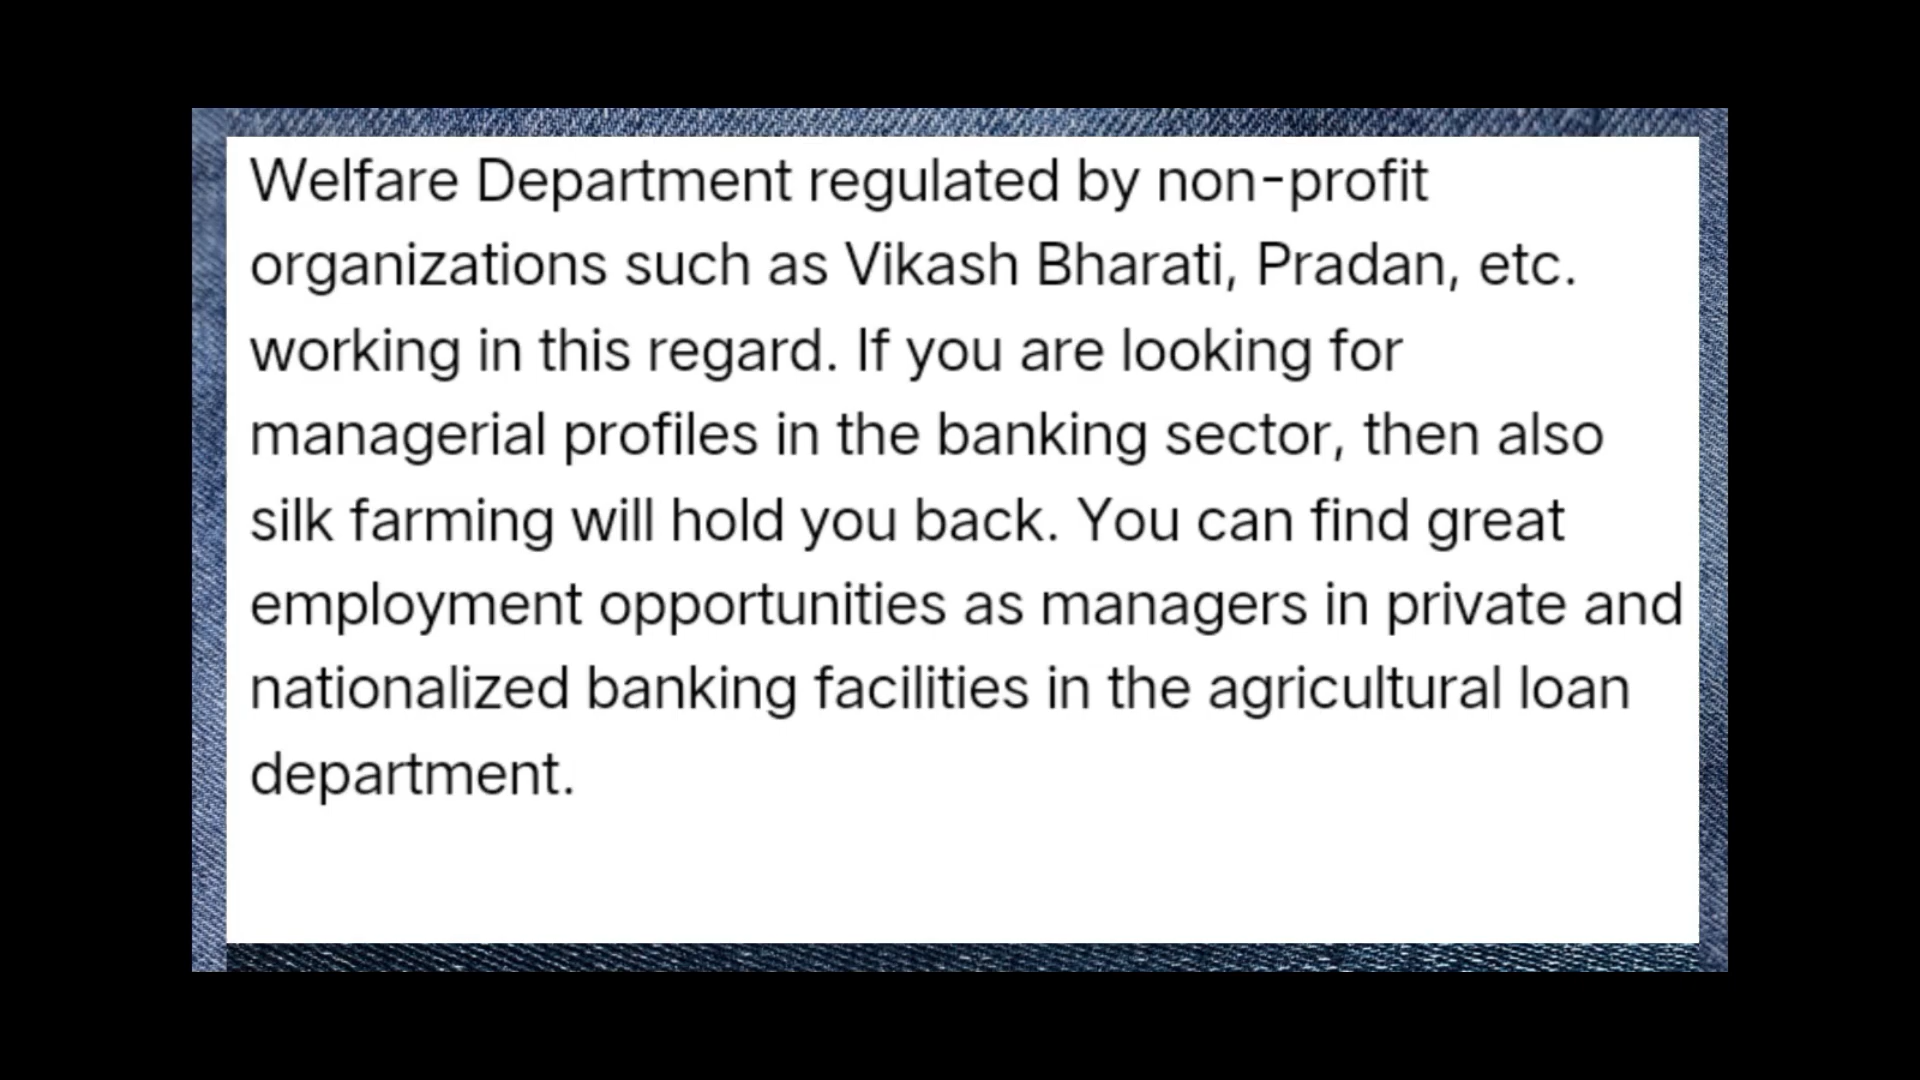 Welfare Department regulated by non-profit
organizations such as Vikash Bharati, Pradan, etc.
working in this regard. If you are looking for
managerial profiles in the banking sector, then also
silk farming will hold you back. You can find great
employment opportunities as managers in private and
nationalized banking facilities in the agricultural loan
department.